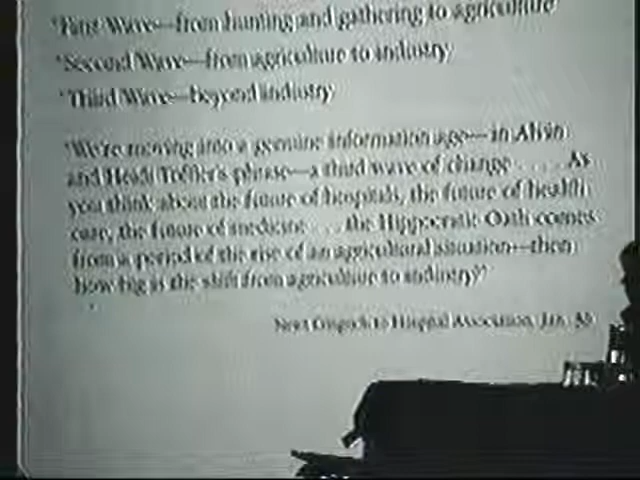 "First Wave—from hunting and gathering to agriculture
"Second Wave—from agriculture to industry
"Third Wave—beyond industry
"We're moving into a genuine information age—in Alvin
and Heidi Toffler's phrase—a third wave of change . . . . As
you think about the future of hospitals, the future of health
care, the future of medicine . . . the Hippocratic Oath comes
from a period of the rise of an agricultural situation—then
how big is the shift from agriculture to industry?"
Newt Gingrich to Hospital Association, Jan.